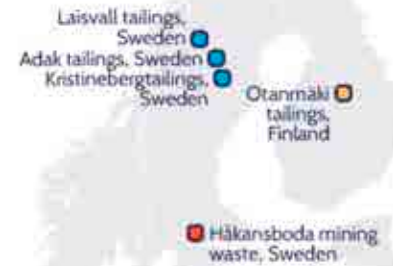 Laisvall tailings,
Sweden
Adak tailings, Sweden
Kristinebergtailings,
Sweden
Otanmäki
tailings,
Finland
Håkansboda mining
waste, Sweden